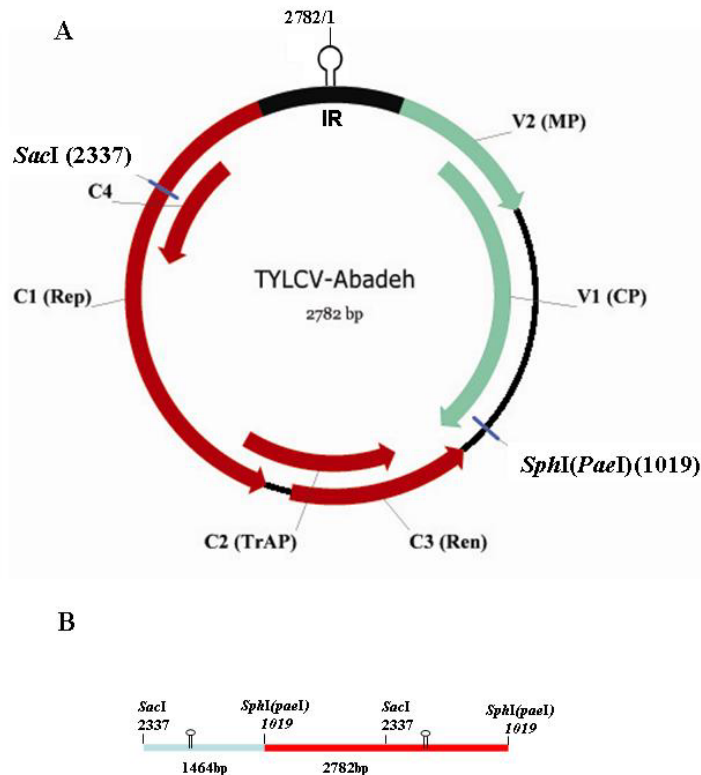 A
2782/1
IR
V2 (MP)
SacI (2337)
C4
TYLCV-Abadeh
2782 bp
C1 (Rep)
V1 (CP)
SphI(PaeI)(1019)
C2 (TrAP)
C3 (Ren)
B
SacI SphI(paeI) SacI SphI(paeI)
2337 1019 2337 1019
1464bp 2782bp